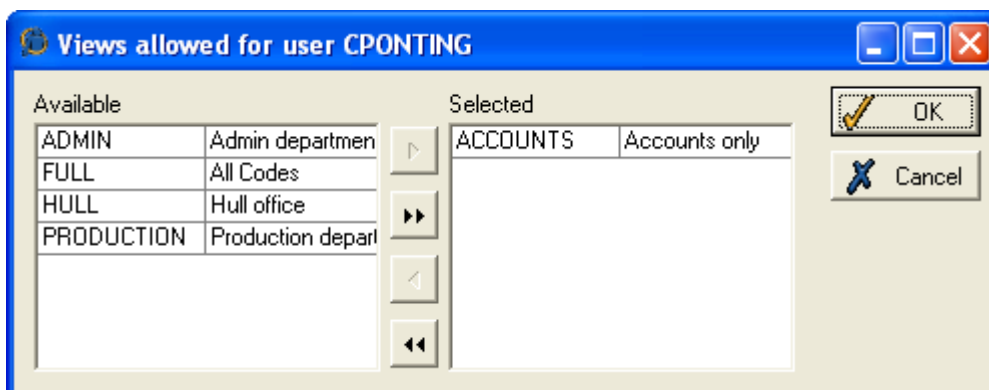 Views allowed for user CPONTING
Available
Selected
ADMIN Admin departmen
FULL All Codes
HULL Hull office
PRODUCTION Production depart
ACCOUNTS Accounts only
OK
Cancel